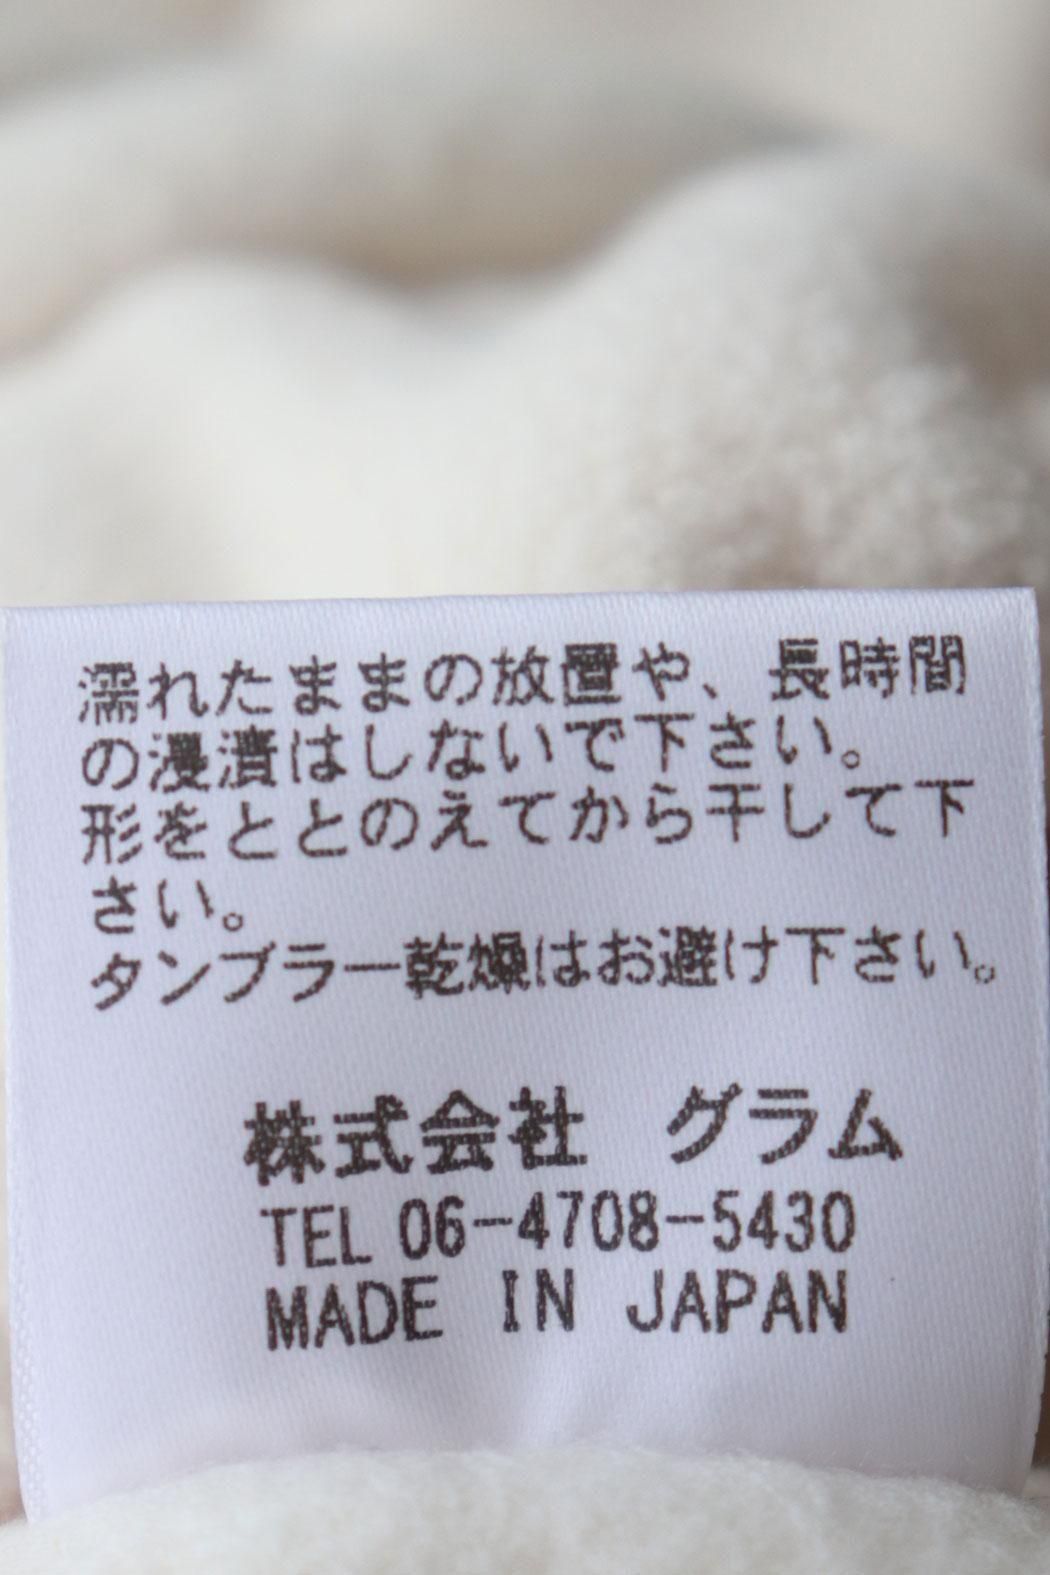 濡れたままの放置や、長時間
の浸漬はしないで下さい。
形をととのえてから干して下
さい。
タンブラー乾燥はお避け下さい。
株式会社 グラム
TEL 06-4708-5430
MADE IN JAPAN